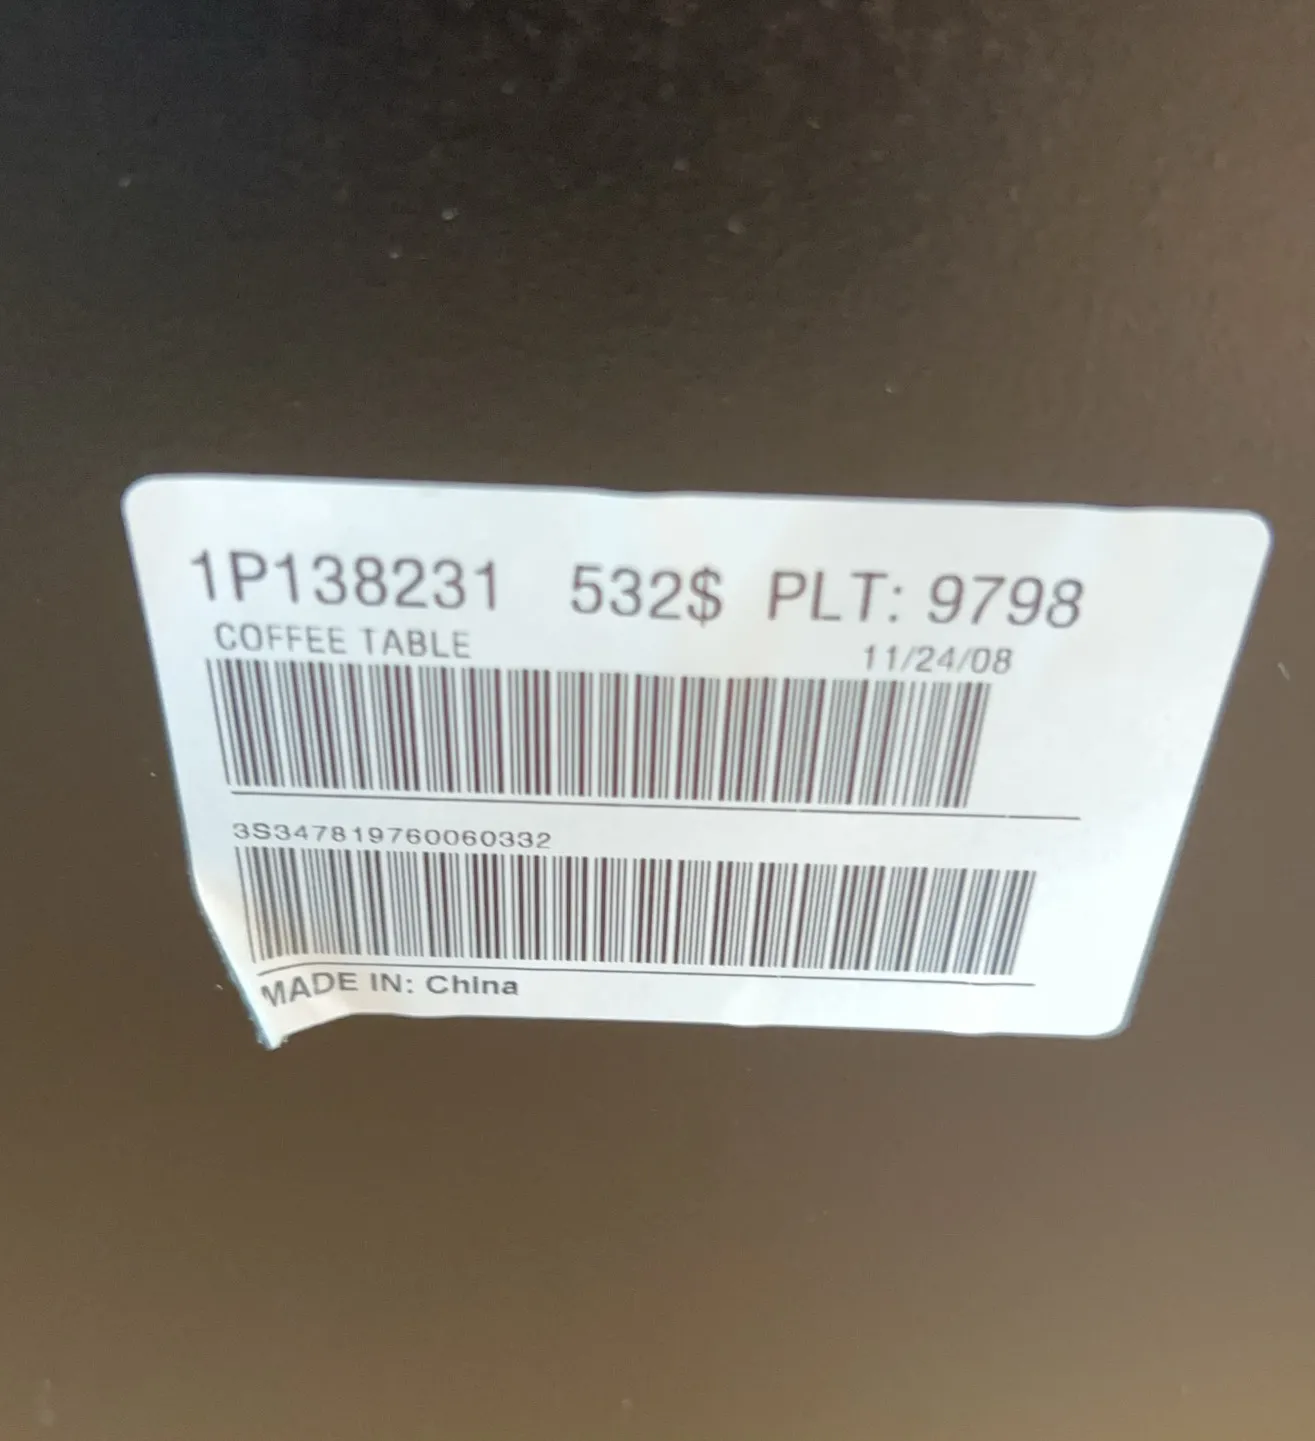 1P138231 532$ PLT: 9798
COFFEE TABLE 11/24/08
3S347819760060332
MADE IN: China